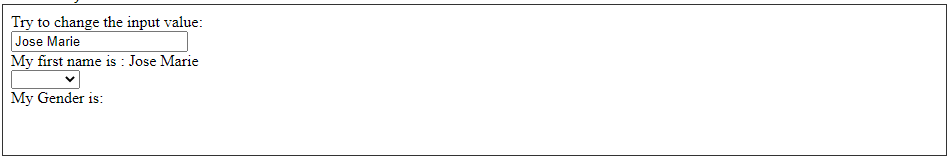 Try to change the input value:
Jose Marie
My first name is : Jose Marie
My Gender is: